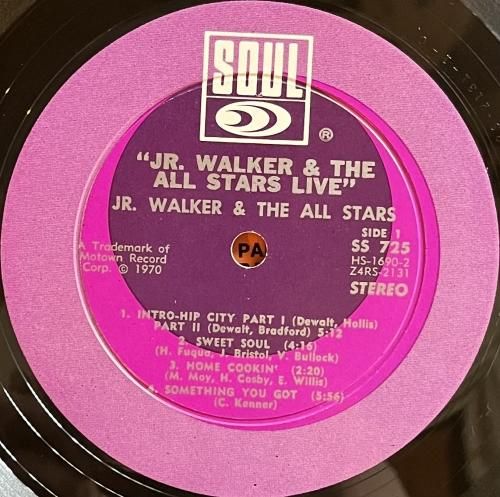 SOUL
®
"JR. WALKER & THE
ALL STARS LIVE"
JR. WALKER & THE ALL STARS
A Trademark of
Motown Record
Corp. © 1970
PA
SIDE 1
SS 725
HS-1690-2
Z4RS-2131
STEREO
1. INTRO-HIP CITY PART I (Dewalt, Hollis)
PART II (Dewalt, Bradford) 5:12
2. SWEET SOUL (4:16)
(H. Fuqua, J. Bristol, V. Bullock)
3. HOME COOKIN' (2:20)
(M. May, H. Cosby, E. Willis)
4. SOMETHING YOU GOT (5:56)
(C. Kenner)